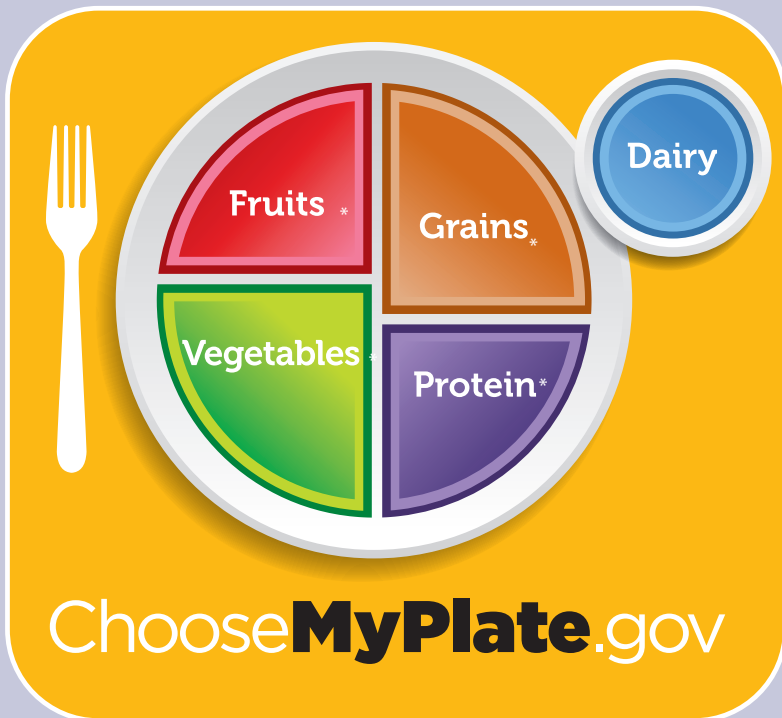 Dairy
Fruits *
Grains *
Vegetables *
Protein *
ChooseMyPlate.gov